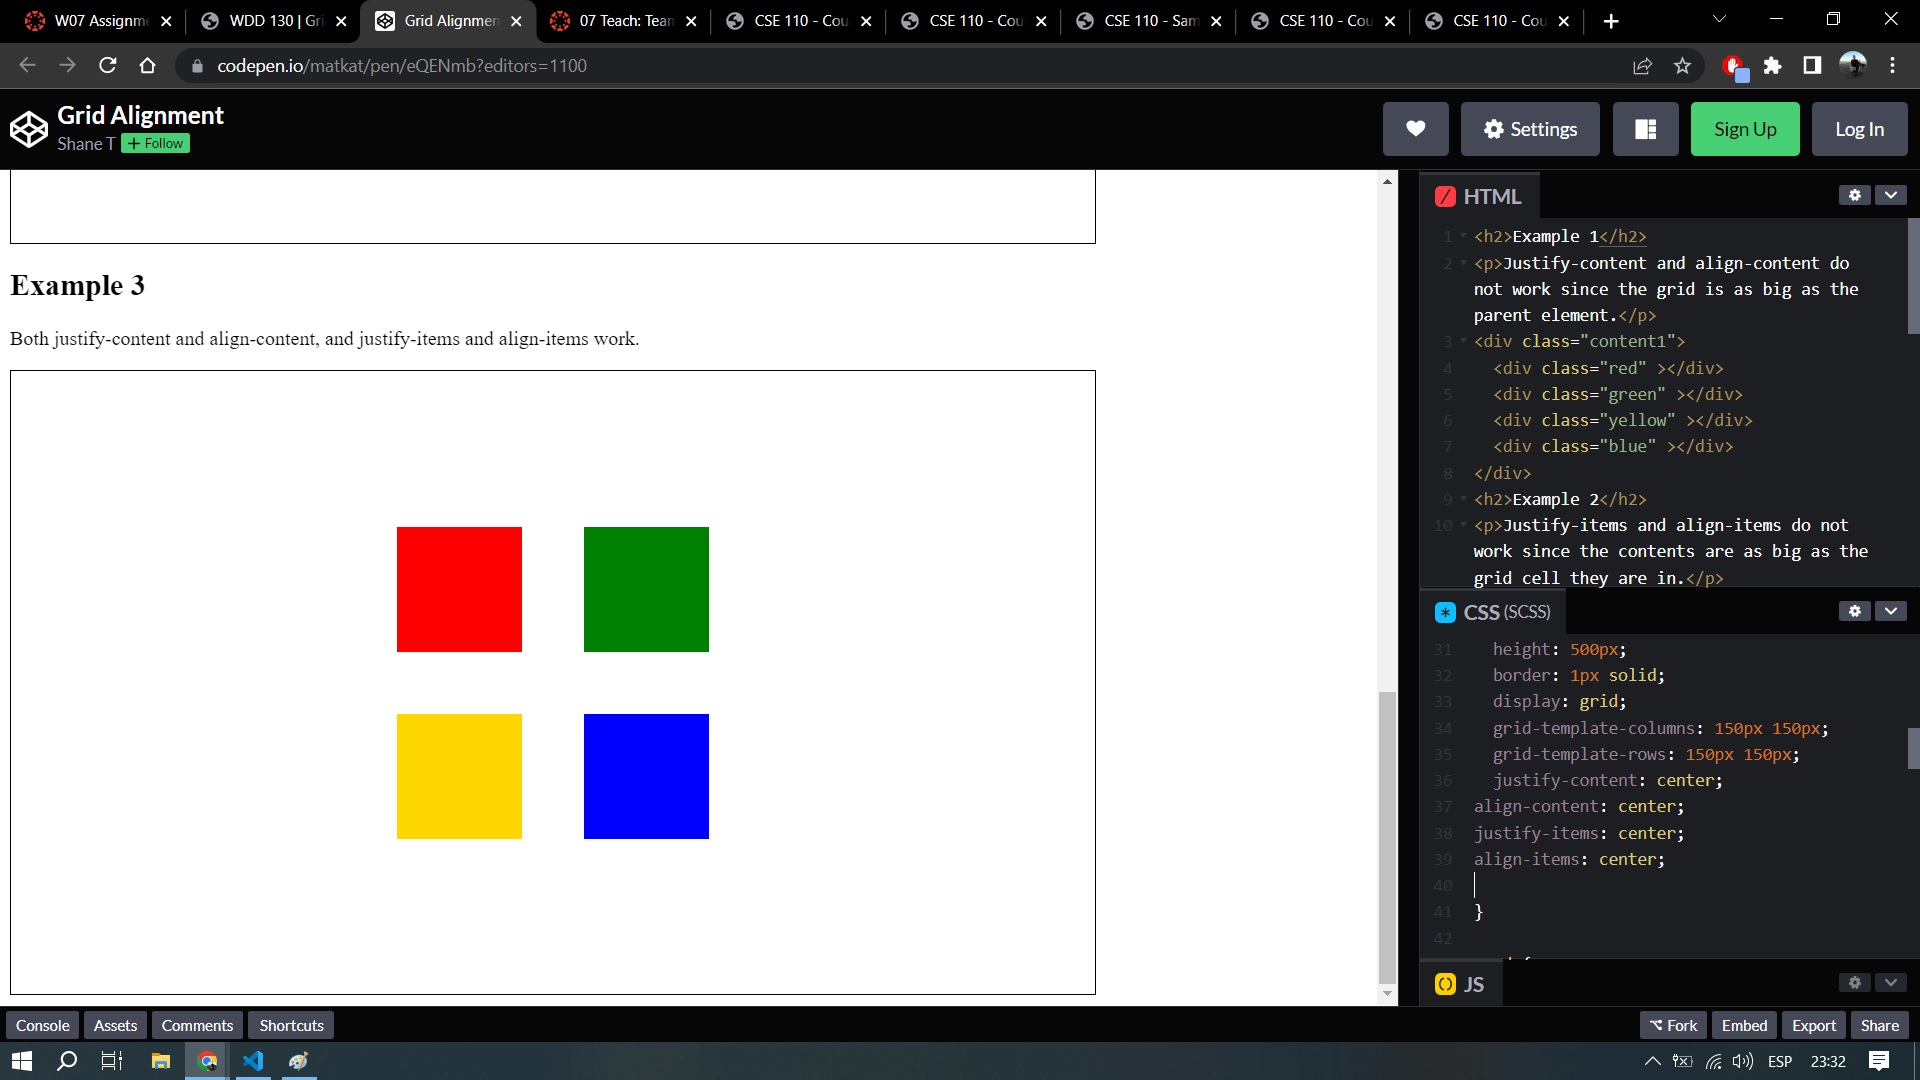 W07 Assignme
WDD 130 | Gri
Grid Alignmen
07 Teach: Team
CSE 110 - Cou
CSE 110 - Cou
CSE 110 - Sam
CSE 110 - Cou
CSE 110 - Cou
codepen.io/matkat/pen/eQENmb?editors=1100
Grid Alignment
Shane T + Follow
Settings
Sign Up
Log In
Example 3
Both justify-content and align-content, and justify-items and align-items work.
HTML
1 <h2>Example 1</h2>
2 <p>Justify-content and align-content do
not work since the grid is as big as the
parent element.</p>
3 <div class="content1">
4 <div class="red" ></div>
5 <div class="green" ></div>
6 <div class="yellow" ></div>
7 <div class="blue" ></div>
8 </div>
9 <h2>Example 2</h2>
10 <p>Justify-items and align-items do not
work since the contents are as big as the
grid cell they are in.</p>
CSS (SCSS)
31 height: 500px;
32 border: 1px solid;
33 display: grid;
34 grid-template-columns: 150px 150px;
35 grid-template-rows: 150px 150px;
36 justify-content: center;
37 align-content: center;
38 justify-items: center;
39 align-items: center;
40
41 }
42
JS
Console
Assets
Comments
Shortcuts
Fork
Embed
Export
Share
ESP
23:32